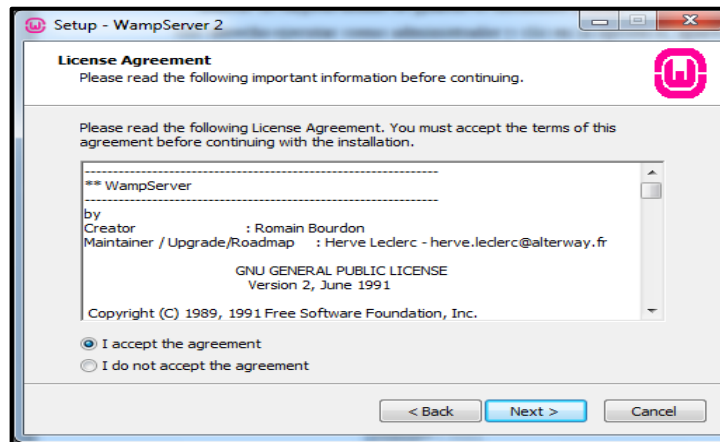 Setup - WampServer 2
License Agreement
Please read the following important information before continuing.
Please read the following License Agreement. You must accept the terms of this
agreement before continuing with the installation.
------------------------------------------------------------
** WampServer
------------------------------------------------------------
by
Creator : Romain Bourdon
Maintainer / Upgrade/Roadmap : Herve Leclerc - herve.leclerc@alterway.fr
GNU GENERAL PUBLIC LICENSE
Version 2, June 1991
Copyright (C) 1989, 1991 Free Software Foundation, Inc.
I accept the agreement
I do not accept the agreement
< Back Next > Cancel